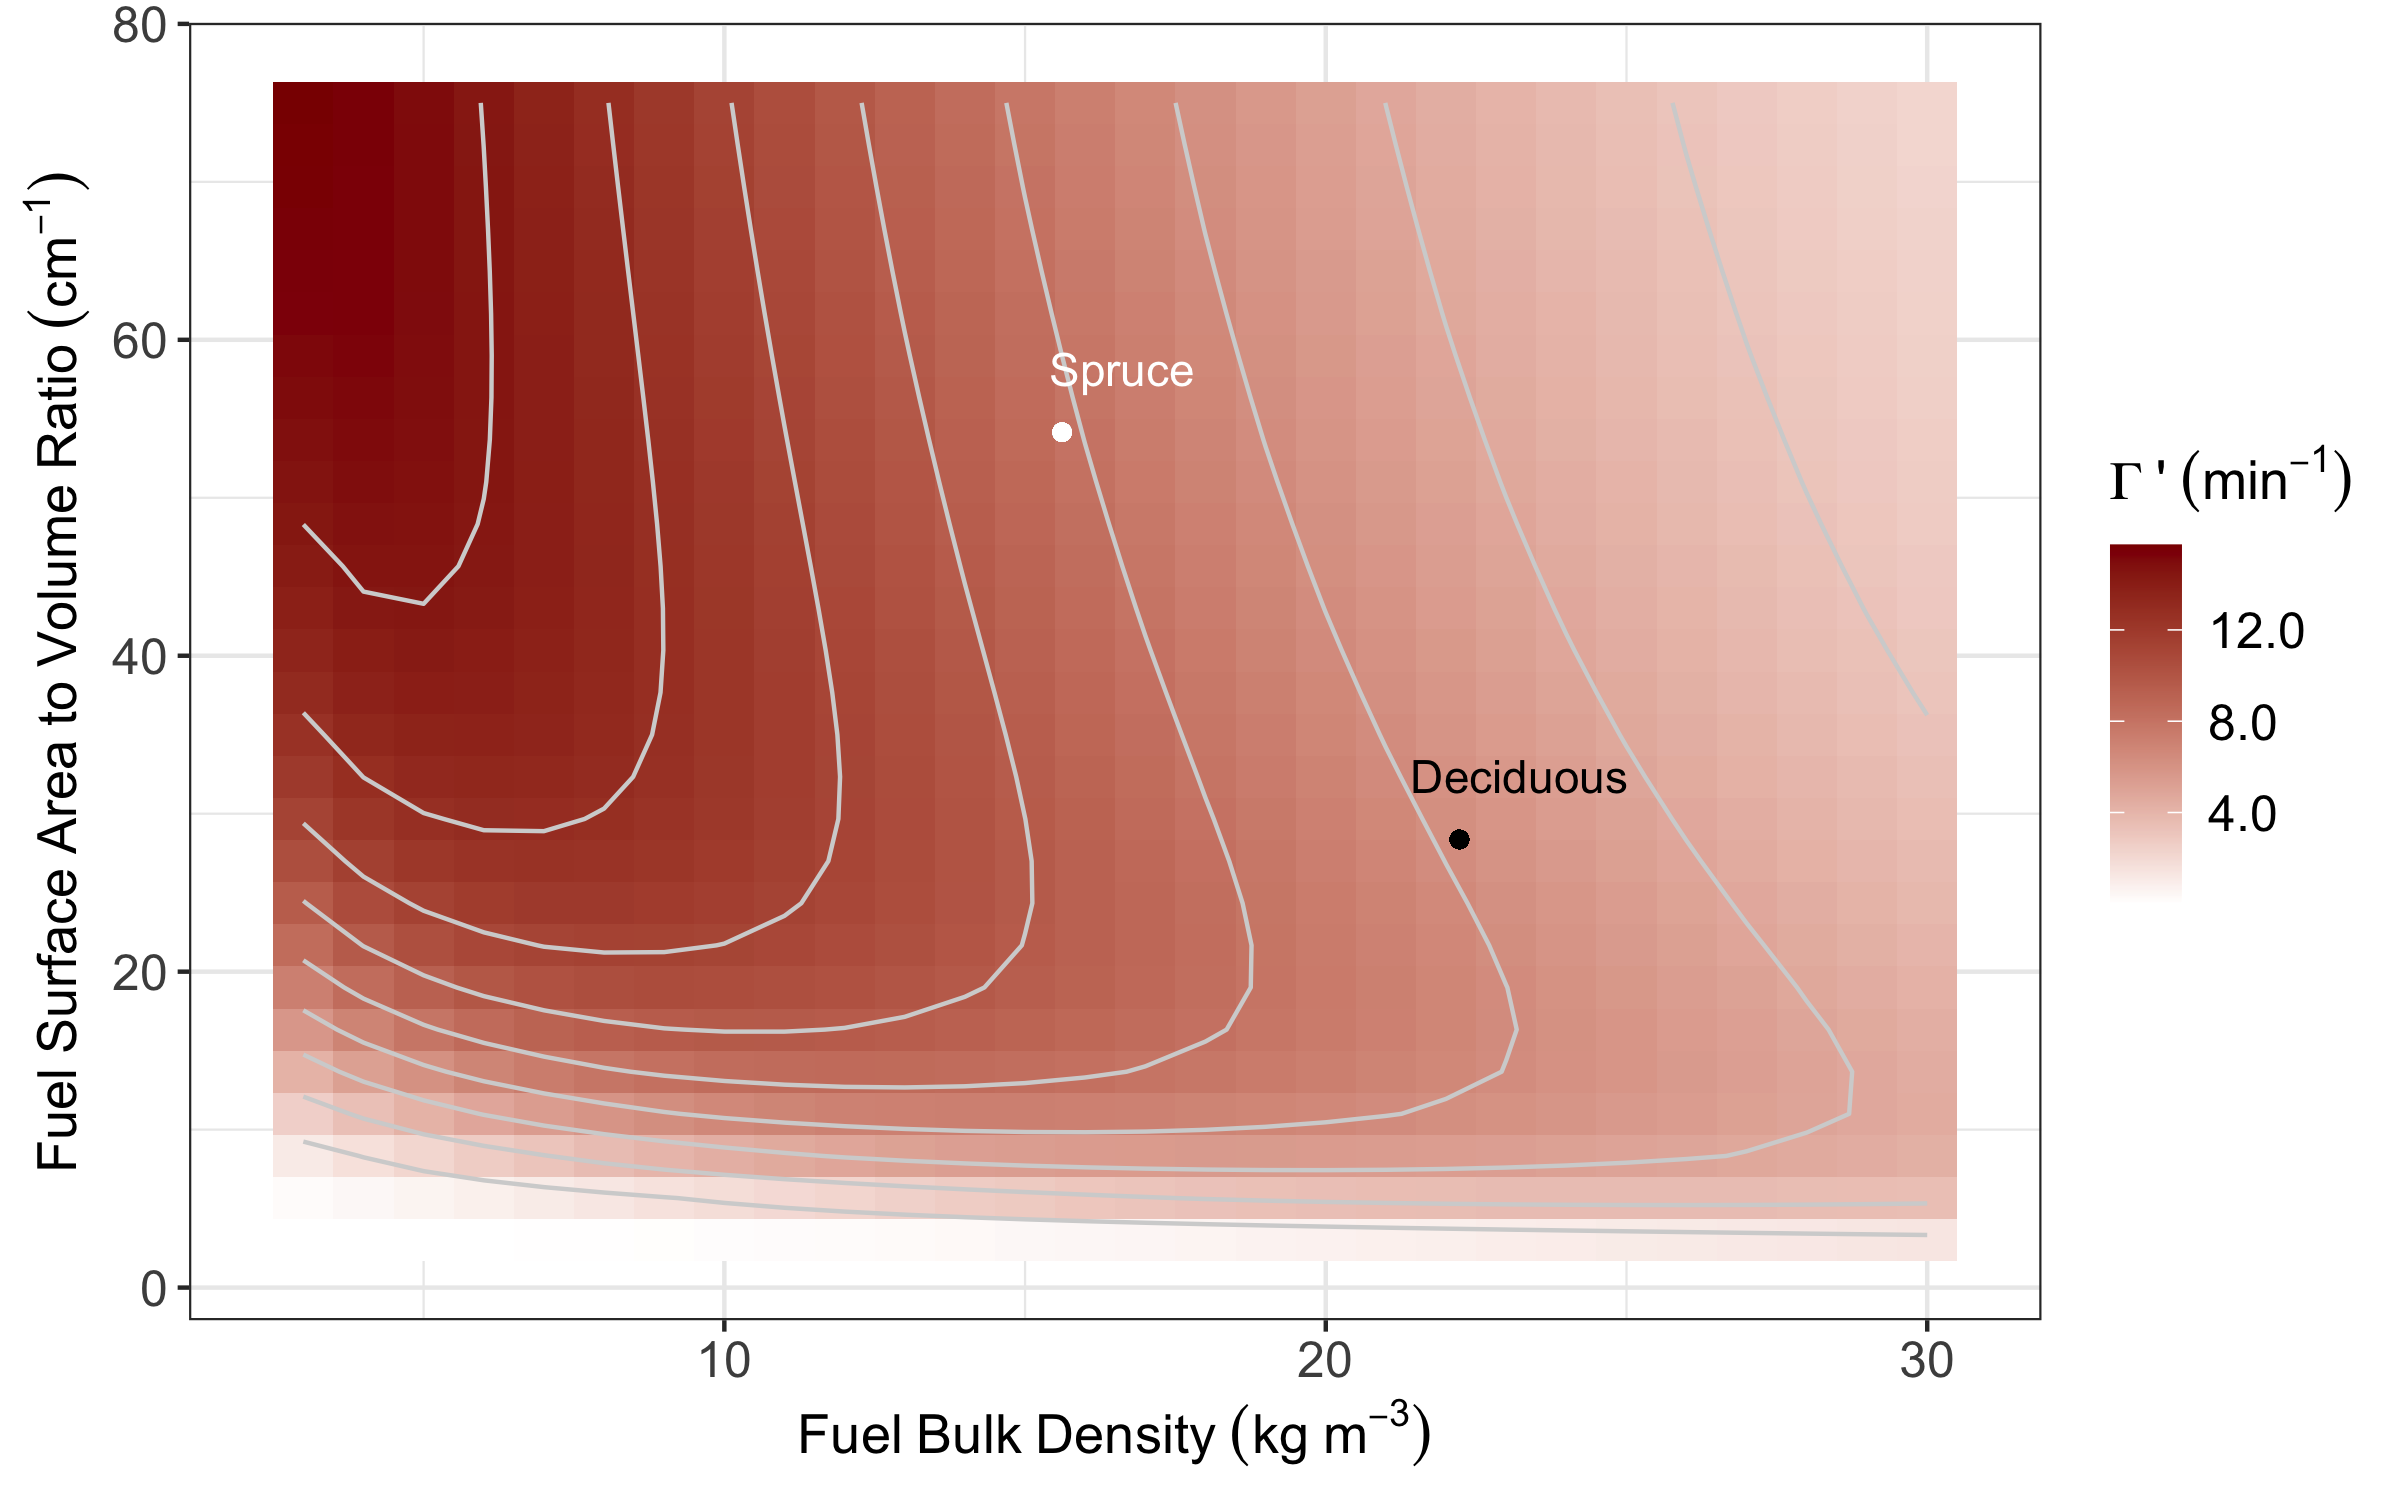 80
60
40
20
0
Fuel Surface Area to Volume Ratio (cm⁻¹)
Spruce
Deciduous
10
20
30
Fuel Bulk Density (kg m⁻³)
Γ ' (min⁻¹)
12.0
8.0
4.0